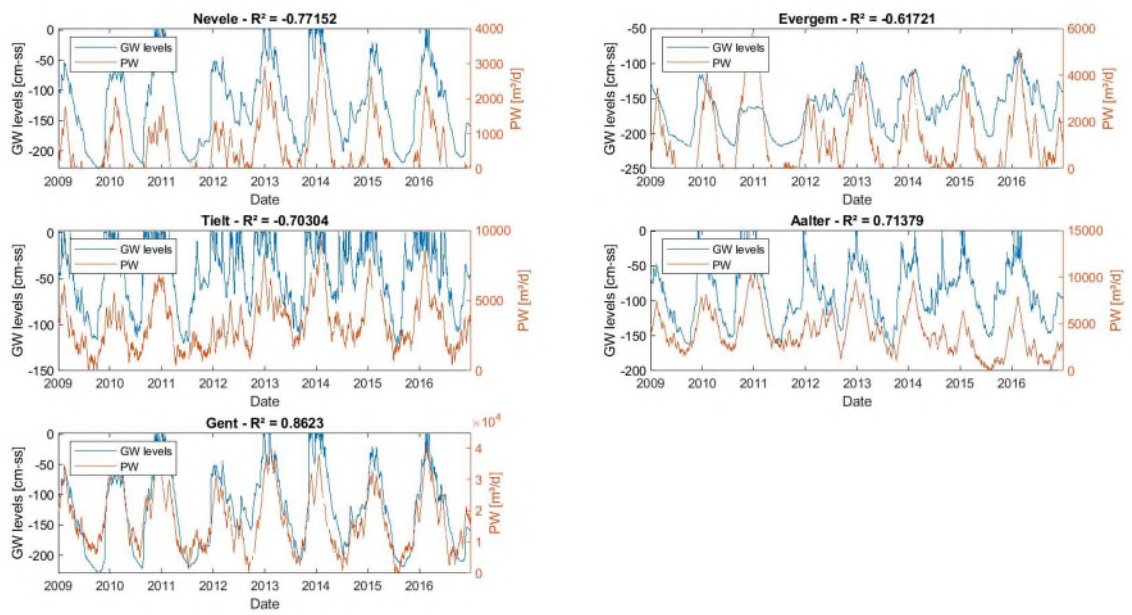 Nevele - R² = -0.77152
GW levels [cm-ss]
0
-50
-100
-150
-200
GW levels
PW
4000
3000
2000
1000
0
PW [m³/d]
2009 2010 2011 2012 2013 2014 2015 2016
Date
Evergem - R² = -0.61721
GW levels [cm-ss]
-50
-100
-150
-200
-250
GW levels
PW
6000
4000
2000
0
PW [m³/d]
2009 2010 2011 2012 2013 2014 2015 2016
Date
Tielt - R² = -0.70304
GW levels [cm-ss]
0
-50
-100
-150
GW levels
PW
10000
5000
0
PW [m³/d]
2009 2010 2011 2012 2013 2014 2015 2016
Date
Aalter - R² = 0.71379
GW levels [cm-ss]
0
-50
-100
-150
-200
GW levels
PW
15000
10000
5000
0
PW [m³/d]
2009 2010 2011 2012 2013 2014 2015 2016
Date
Gent - R² = 0.8623
GW levels [cm-ss]
0
-50
-100
-150
-200
GW levels
PW
×10⁴
4
3
2
1
0
PW [m³/d]
2009 2010 2011 2012 2013 2014 2015 2016
Date